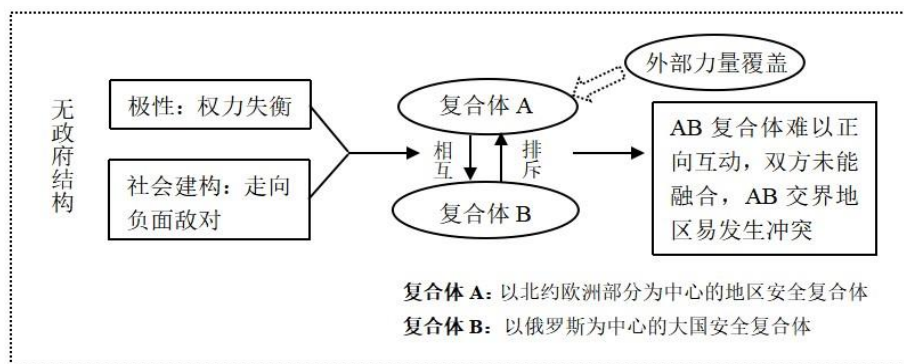 无政府结构
极性：权力失衡
社会建构：走向
负面敌对
复合体 A
相互
排斥
复合体 B
外部力量覆盖
AB 复合体难以正
向互动，双方未能
融合，AB 交界地
区易发生冲突
复合体 A：以北约欧洲部分为中心的地区安全复合体
复合体 B：以俄罗斯为中心的大国安全复合体